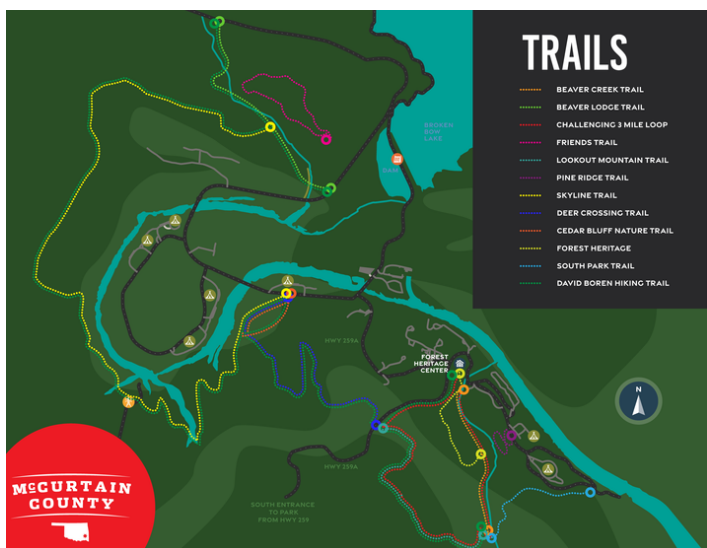 TRAILS
BEAVER CREEK TRAIL
BEAVER LODGE TRAIL
CHALLENGING 3 MILE LOOP
FRIENDS TRAIL
LOOKOUT MOUNTAIN TRAIL
PINE RIDGE TRAIL
SKYLINE TRAIL
DEER CROSSING TRAIL
CEDAR BLUFF NATURE TRAIL
FOREST HERITAGE
SOUTH PARK TRAIL
DAVID BOREN HIKING TRAIL
BROKEN
BOW
LAKE
DAM
HWY 259A
FOREST
HERITAGE
CENTER
N
HWY 259A
SOUTH ENTRANCE
TO PARK
FROM HWY 259
McCURTAIN
COUNTY